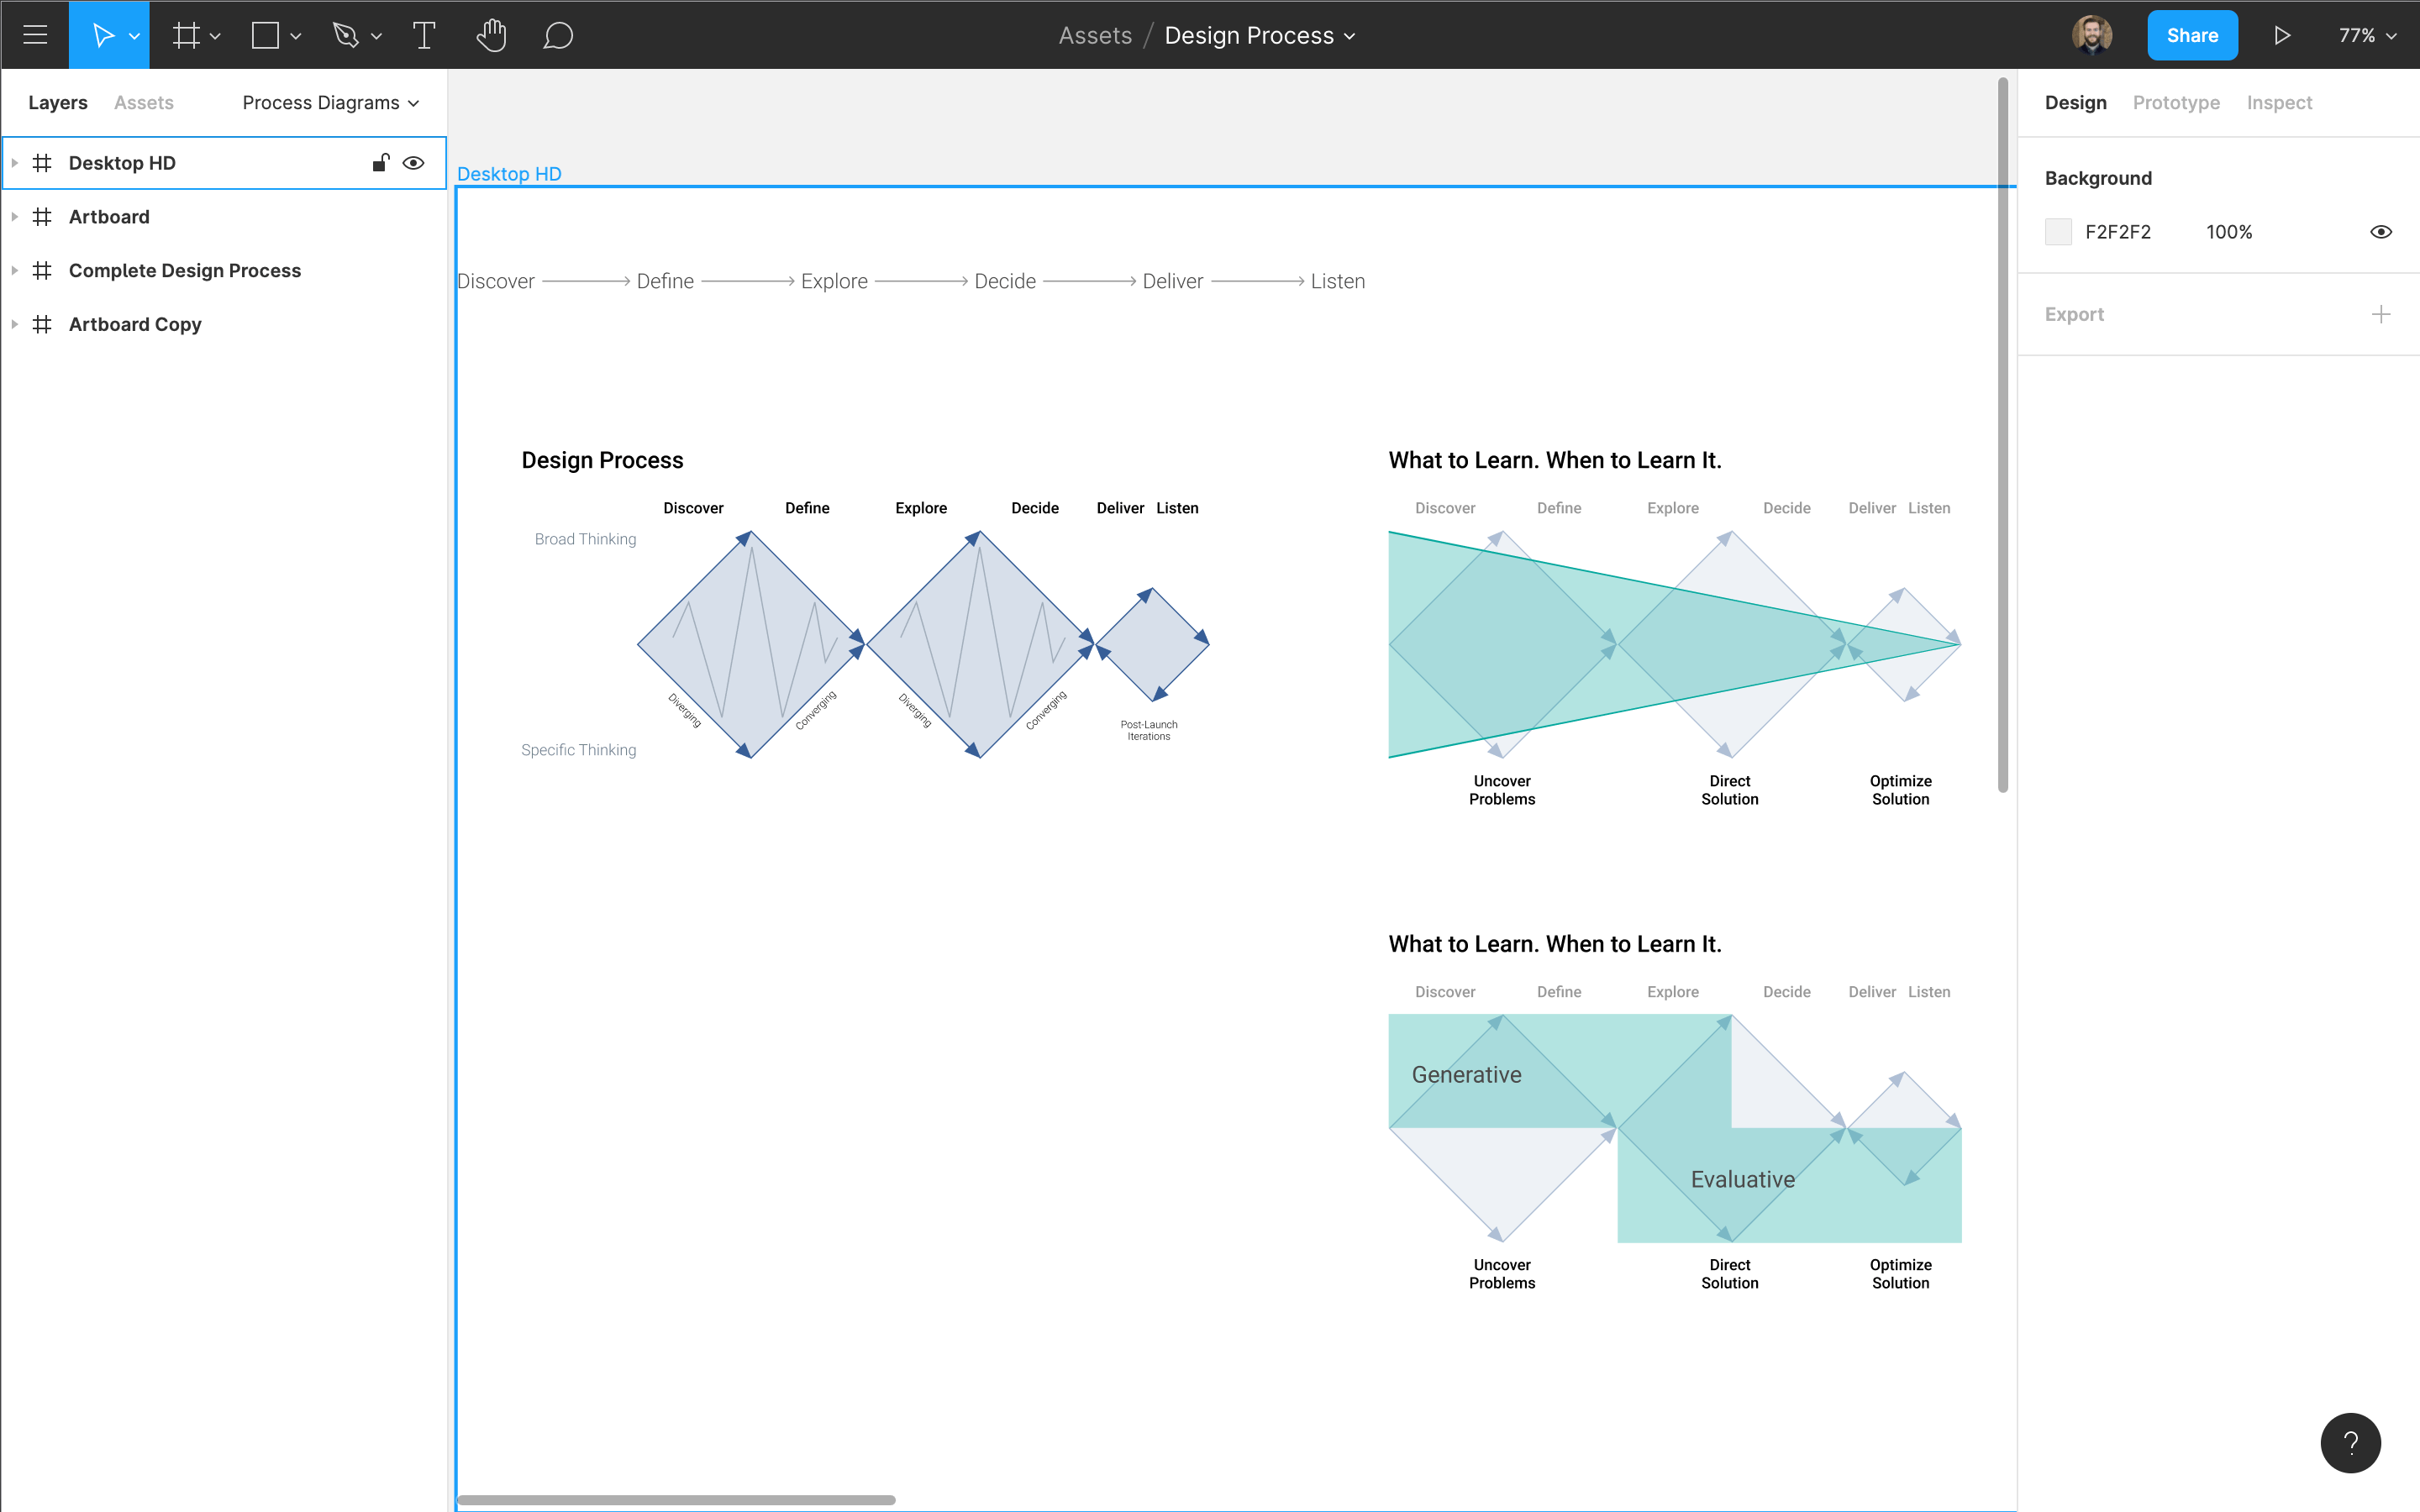 Assets / Design Process
Share
77%
Layers Assets Process Diagrams
Desktop HD
Artboard
Complete Design Process
Artboard Copy
Desktop HD
Discover Define Explore Decide Deliver Listen
Design Process
Discover Define Explore Decide Deliver Listen
Broad Thinking
Diverging Converging Diverging Converging
Post-Launch
Iterations
Specific Thinking
What to Learn. When to Learn It.
Discover Define Explore Decide Deliver Listen
Uncover
Problems
Direct
Solution
Optimize
Solution
What to Learn. When to Learn It.
Discover Define Explore Decide Deliver Listen
Generative
Evaluative
Uncover
Problems
Direct
Solution
Optimize
Solution
Design Prototype Inspect
Background
F2F2F2 100%
Export
?